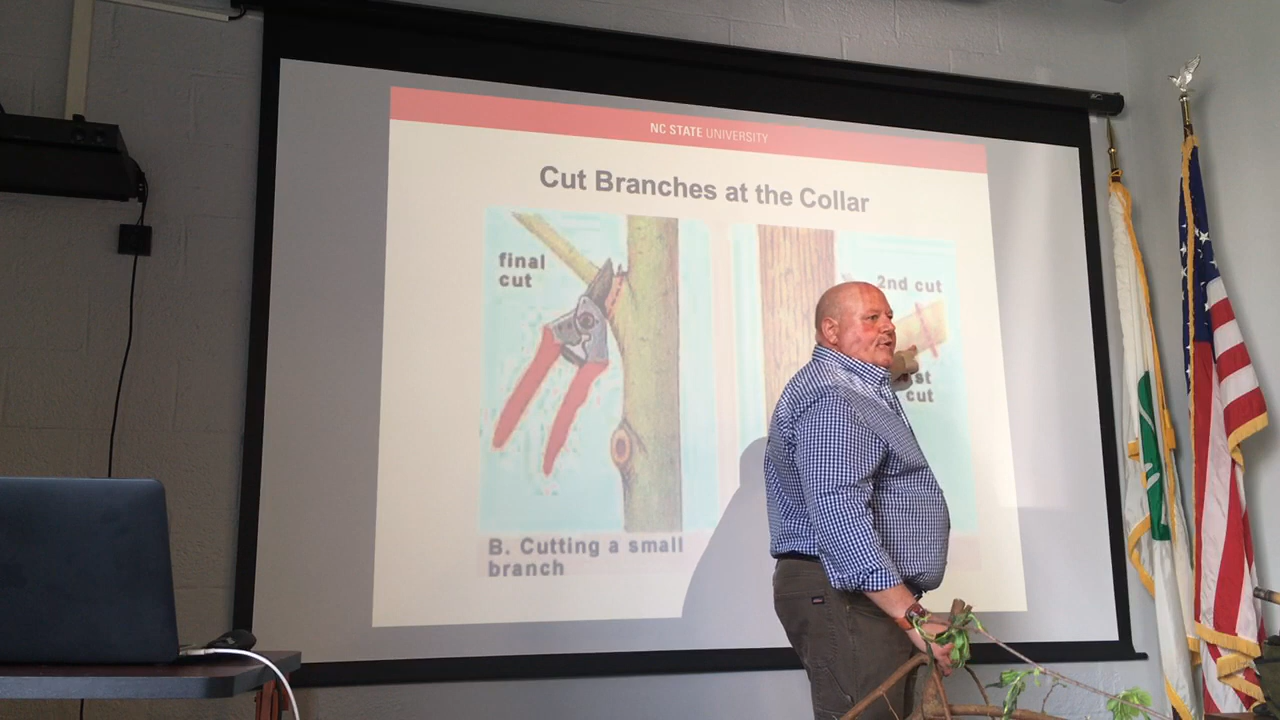 NC STATE UNIVERSITY
Cut Branches at the Collar
final
cut
2nd cut
cut
B. Cutting a small
branch